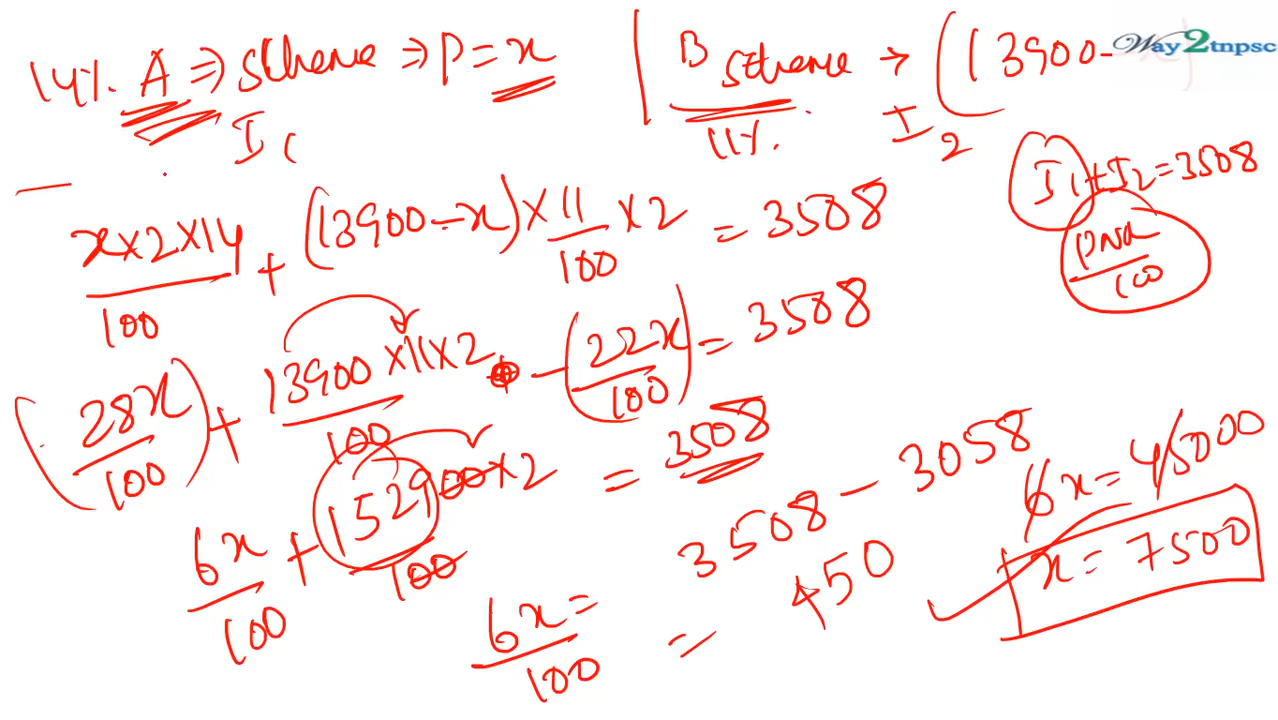 14%. A ⇒ Scheme ⇒ P = x
I1
B Scheme → (13900-
11%.
I2
Way2tnpsc
I1 + I2 = 3508
PNR/100
x×2×14/100 + (13900-x)×11/100 ×2 = 3508
(28x/100) + 13900×11×2/100 - (22x/100) = 3508
6x/100 + 152900×2/100 = 3508
3508 - 3058
6x/100 = = 450
6x = 45000
x = 7500